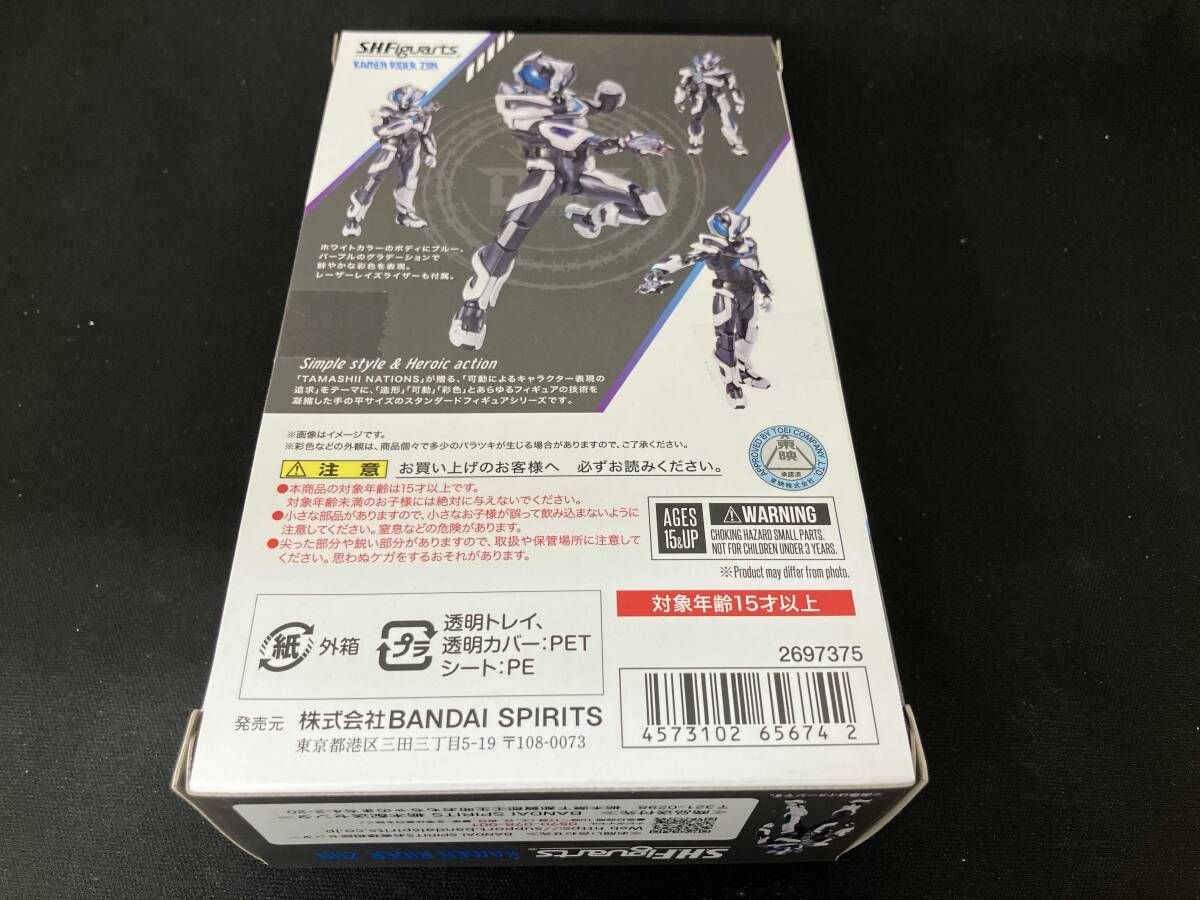 S.H.Figuarts
KAMEN RIDER ZIIN
ホワイトカラーのボディにブルー、
パープルのグラデーションで
鮮やかな彩色を表現。
レーザーレイズライザーも付属。
Simple style & Heroic action
「TAMASHII NATIONS」が贈る、「可動によるキャラクター表現の
追求」をテーマに、「造形」「可動」「彩色」とあらゆるフィギュアの技術を
凝縮した手の平サイズのスタンダードフィギュアシリーズです。
※画像はイメージです。
※彩色などの外観は、商品個々で多少のバラツキが生じる場合がありますので、ご了承ください。
APPROVED BY TOEI COMPANY, LTD
東映
承認済
東映株式会社
注意 お買い上げのお客様へ 必ずお読みください。
●本商品の対象年齢は15才以上です。
対象年齢未満のお子様には絶対に与えないでください。
●小さな部品がありますので、小さなお子様が誤って飲み込まないように
注意してください。窒息などの危険があります。
●尖った部分や鋭い部分がありますので、取扱や保管場所に注意して
ください。思わぬケガをするおそれがあります。
AGES
15&UP
WARNING
CHOKING HAZARD SMALL PARTS.
NOT FOR CHILDREN UNDER 3 YEARS.
※Product may differ from photo.
対象年齢15才以上
紙 外箱
プラ
透明トレイ、
透明カバー:PET
シート:PE
2697375
4573102 65674 2
発売元 株式会社BANDAI SPIRITS
東京都港区三田三丁目5-19 〒108-0073
S.H.Figuarts
KAMEN RIDER ZIIN
0570-078-001
〒321-0298